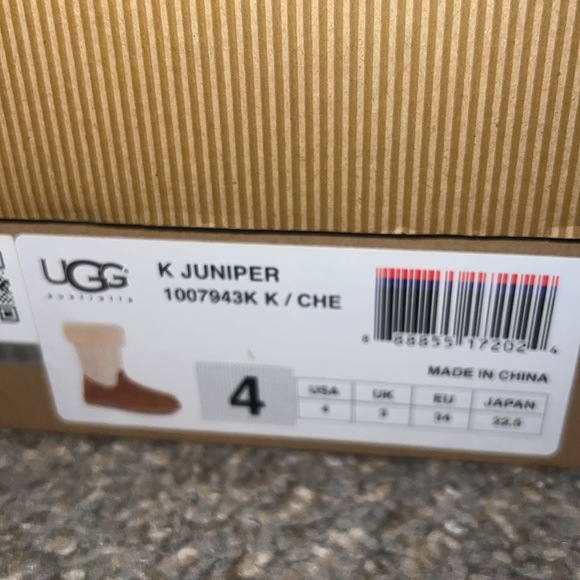 UGG
australia
K JUNIPER
1007943K K / CHE
8 88855 17202 4
MADE IN CHINA
4
USA UK EU JAPAN
4 3 34 22.5